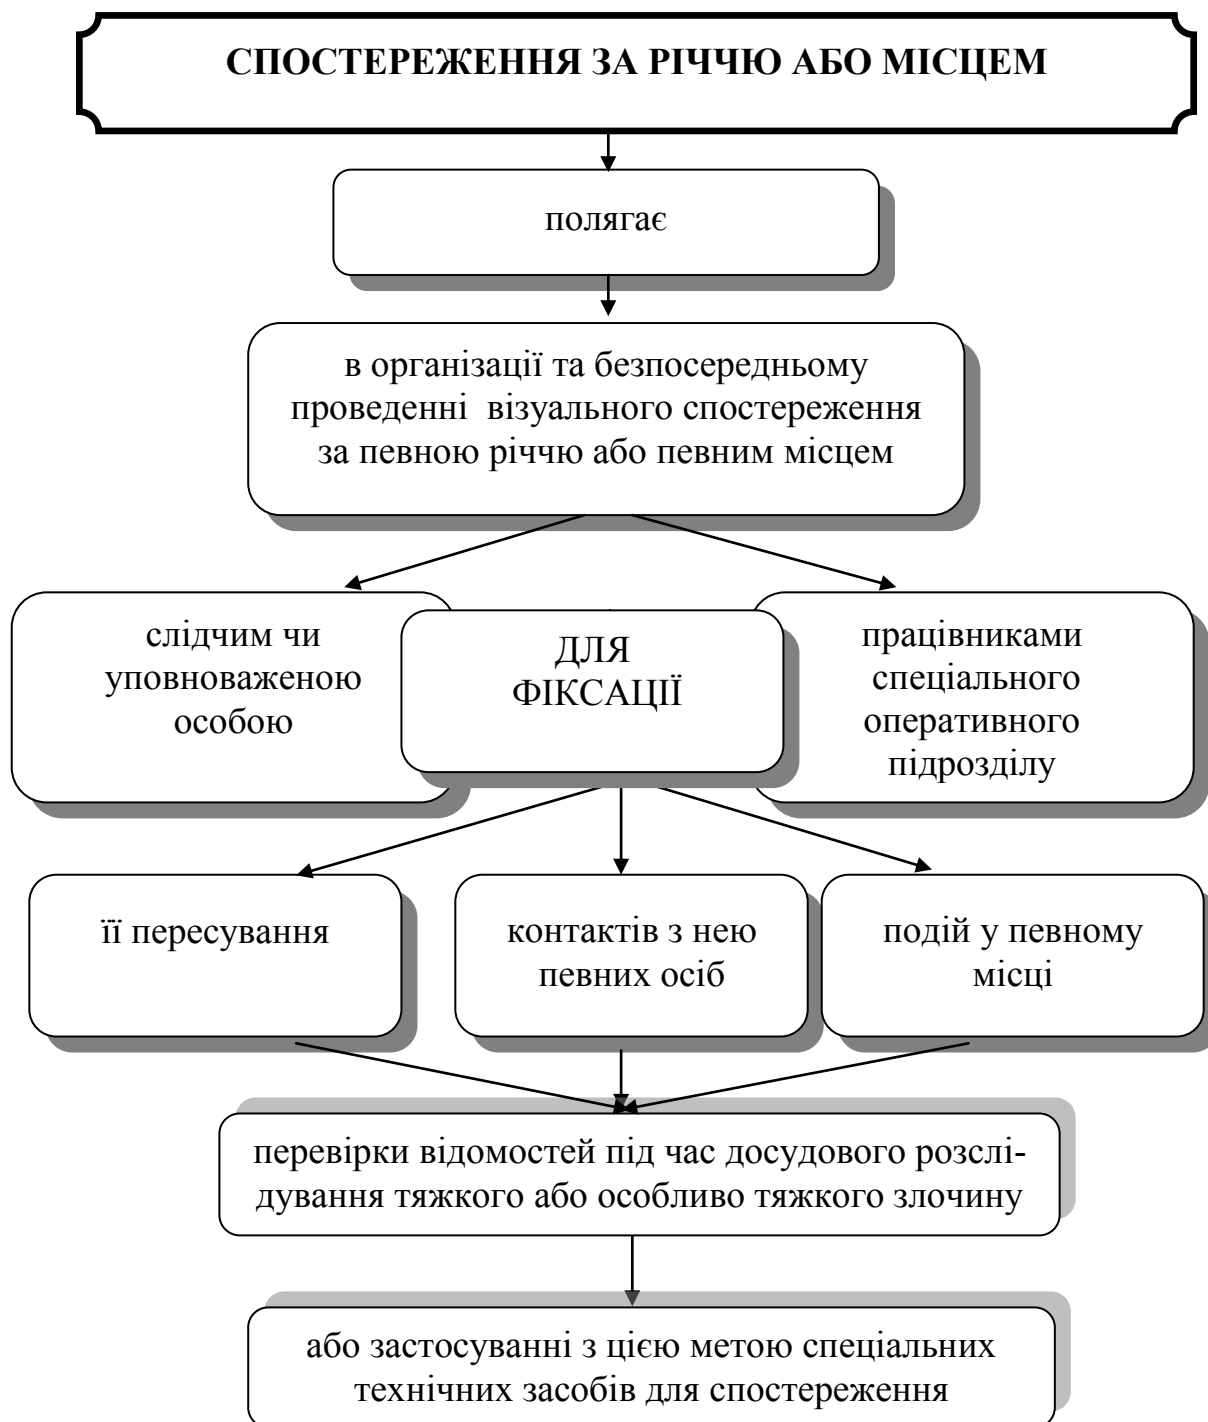 СПОСТЕРЕЖЕННЯ ЗА РІЧЧЮ АБО МІСЦЕМ
полягає
в організації та безпосередньому
проведенні візуального спостереження
за певною річчю або певним місцем
слідчим чи
уповноваженою
особою
ДЛЯ
ФІКСАЦІЇ
працівниками
спеціального
оперативного
підрозділу
її пересування
контактів з нею
певних осіб
подій у певному
місці
перевірки відомостей під час досудового розслі-
дування тяжкого або особливо тяжкого злочину
або застосуванні з цією метою спеціальних
технічних засобів для спостереження